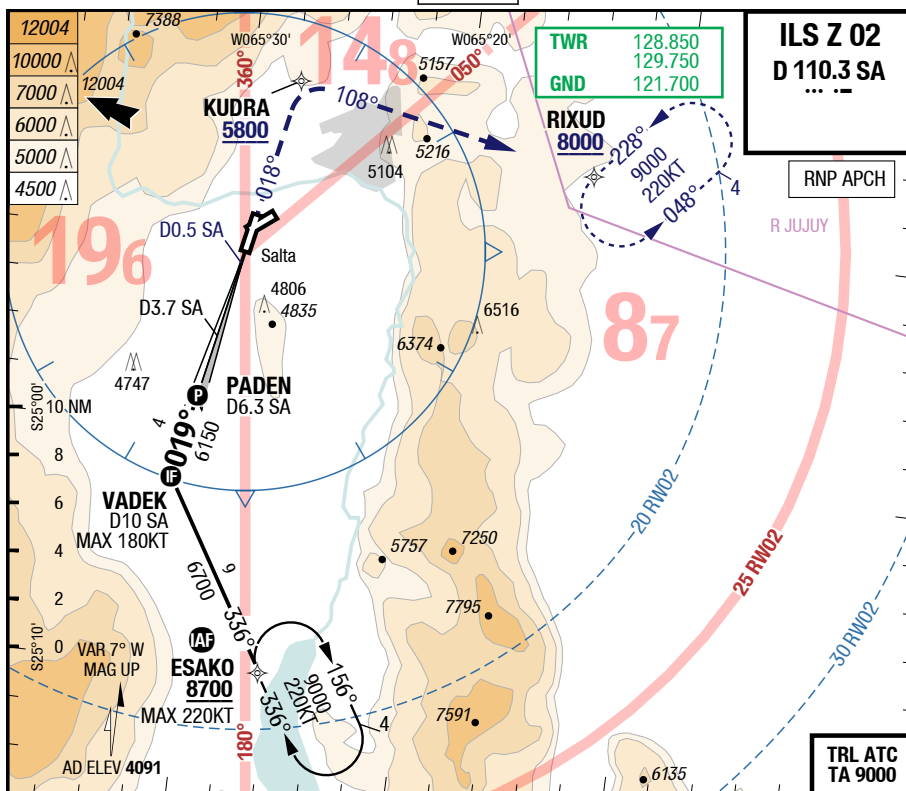 12004
10000
7000
6000
5000
4500
7388
12004
W065°30'
W065°20'
148
360°
050°
5157
TWR 128.850
129.750
GND 121.700
ILS Z 02
D 110.3 SA
RNP APCH
KUDRA
5800
108°
018°
5104
5216
RIXUD
8000
228°
9000
220KT
048°
4
R JUJUY
196
D0.5 SA
Salta
4806
4835
D3.7 SA
4747
6374
6516
87
PADEN
D6.3 SA
P
S25°00'
10 NM
8
6
4
2
0
S25°10'
4
019°
6150
IF
VADEK
D10 SA
MAX 180KT
9
6700
336°
5757
7250
7795
7591
20 RW02
25 RW02
30 RW02
IAF
ESAKO
8700
MAX 220KT
336°
156°
9000
220KT
4
180°
VAR 7° W
MAG UP
AD ELEV 4091
6135
TRL ATC
TA 9000